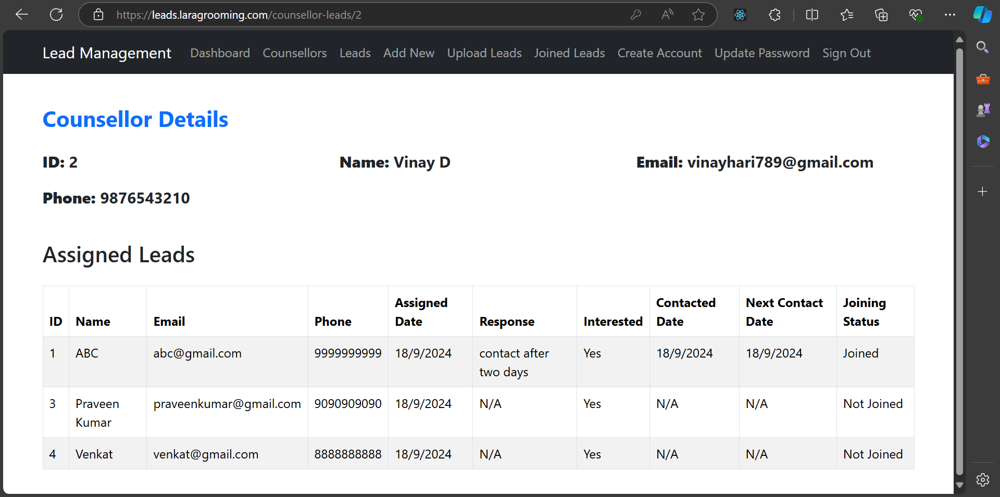 https://leads.laragrooming.com/counsellor-leads/2
Lead Management Dashboard Counsellors Leads Add New Upload Leads Joined Leads Create Account Update Password Sign Out
Counsellor Details
ID: 2 Name: Vinay D Email: vinayhari789@gmail.com
Phone: 9876543210
Assigned Leads
ID Name Email Phone Assigned Date Response Interested Contacted Date Next Contact Date Joining Status
1 ABC abc@gmail.com 9999999999 18/9/2024 contact after two days Yes 18/9/2024 18/9/2024 Joined
3 Praveen Kumar praveenkumar@gmail.com 9090909090 18/9/2024 N/A Yes N/A N/A Not Joined
4 Venkat venkat@gmail.com 8888888888 18/9/2024 N/A Yes N/A N/A Not Joined